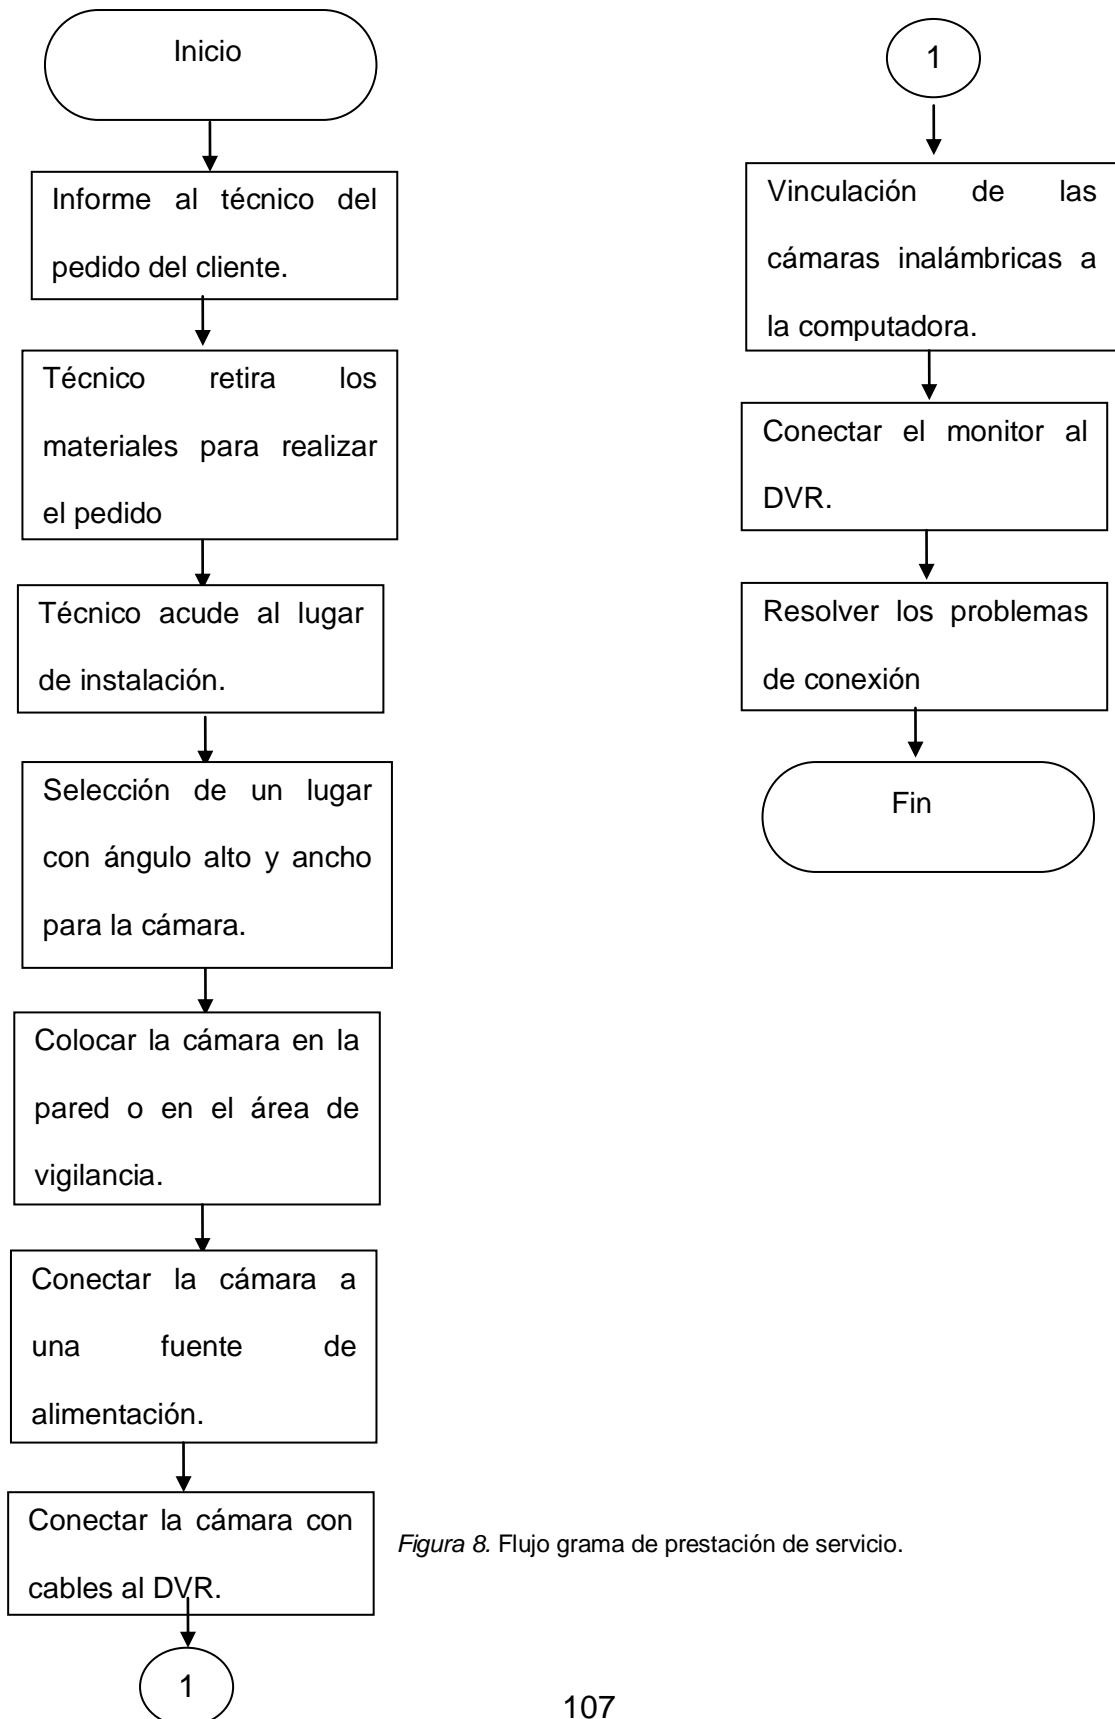 Inicio
Informe al técnico del
pedido del cliente.
Técnico retira los
materiales para realizar
el pedido
Técnico acude al lugar
de instalación.
Selección de un lugar
con ángulo alto y ancho
para la cámara.
Colocar la cámara en la
pared o en el área de
vigilancia.
Conectar la cámara a
una fuente de
alimentación.
Conectar la cámara con
cables al DVR.
1
1
Vinculación de las
cámaras inalámbricas a
la computadora.
Conectar el monitor al
DVR.
Resolver los problemas
de conexión
Fin
Figura 8. Flujo grama de prestación de servicio.
107